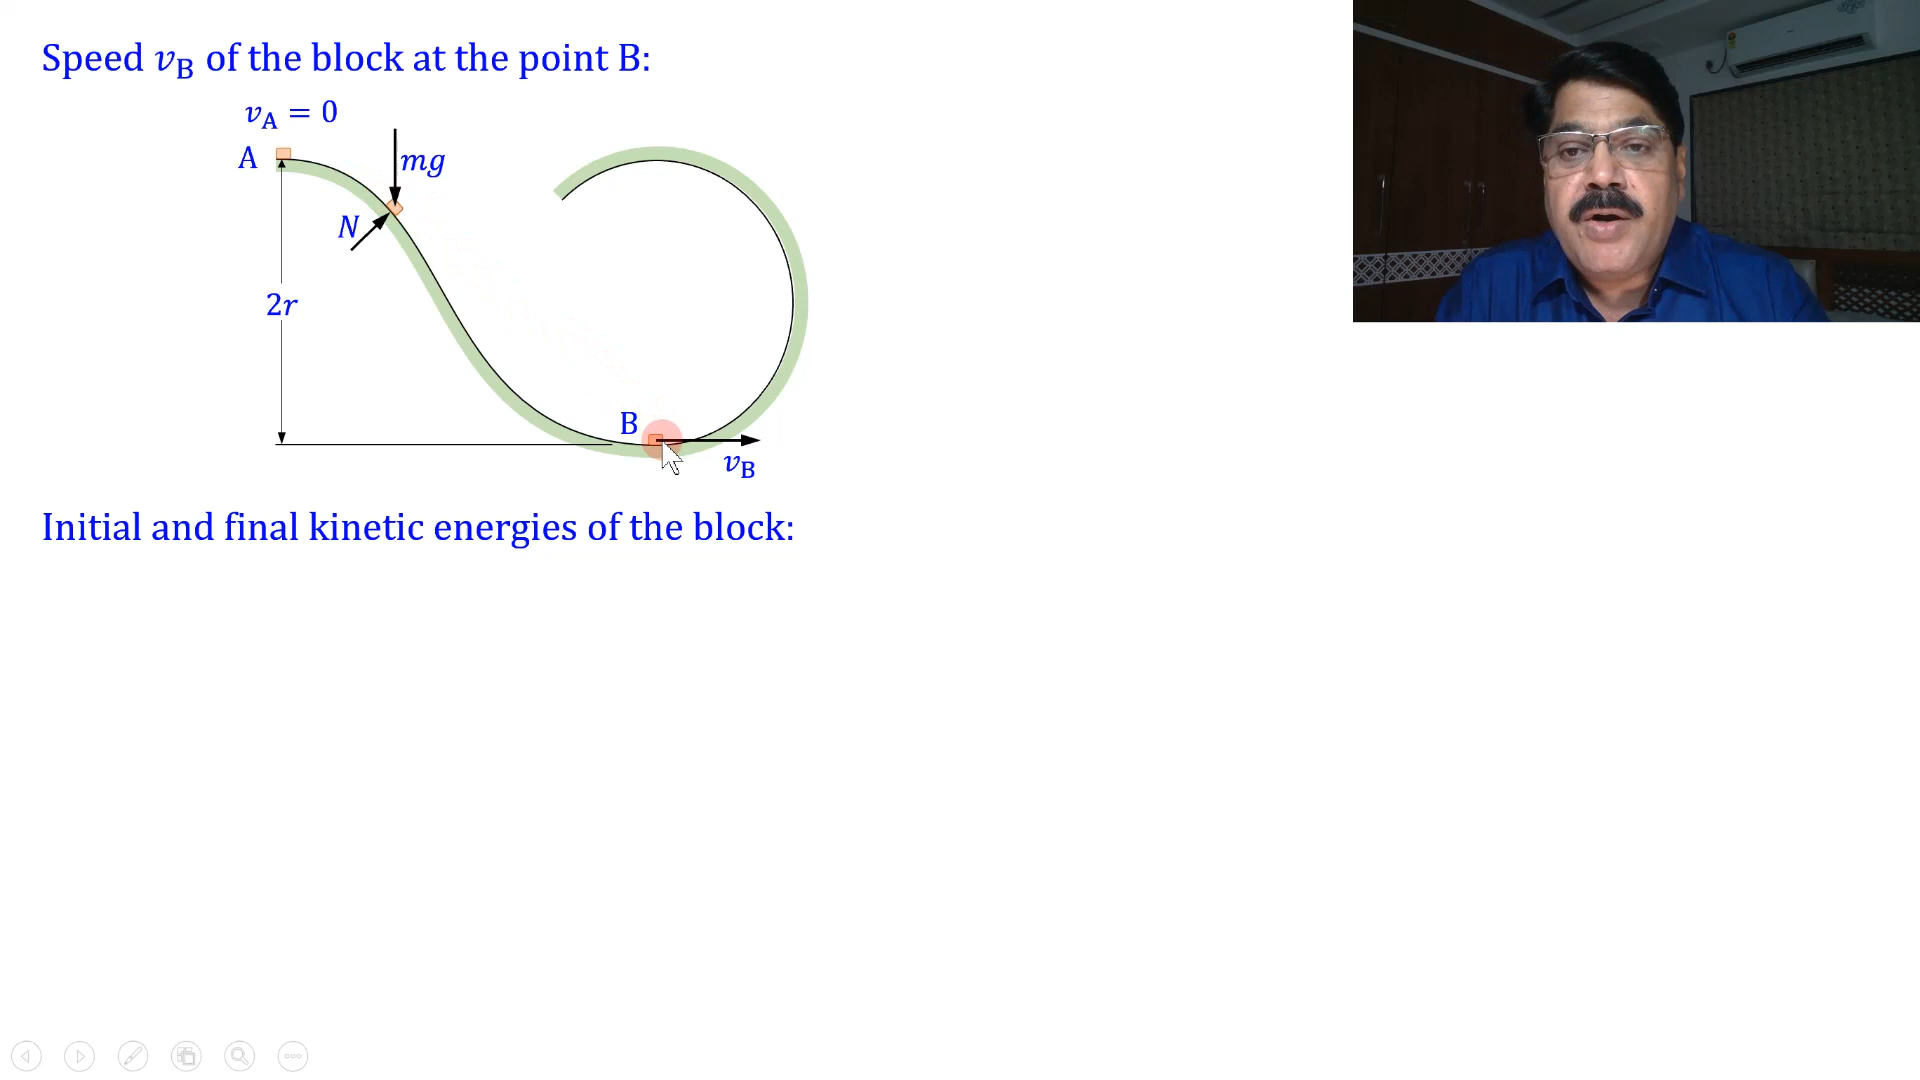 Speed v_B of the block at the point B:
v_A = 0
A
mg
N
2r
B
v_B
Initial and final kinetic energies of the block: